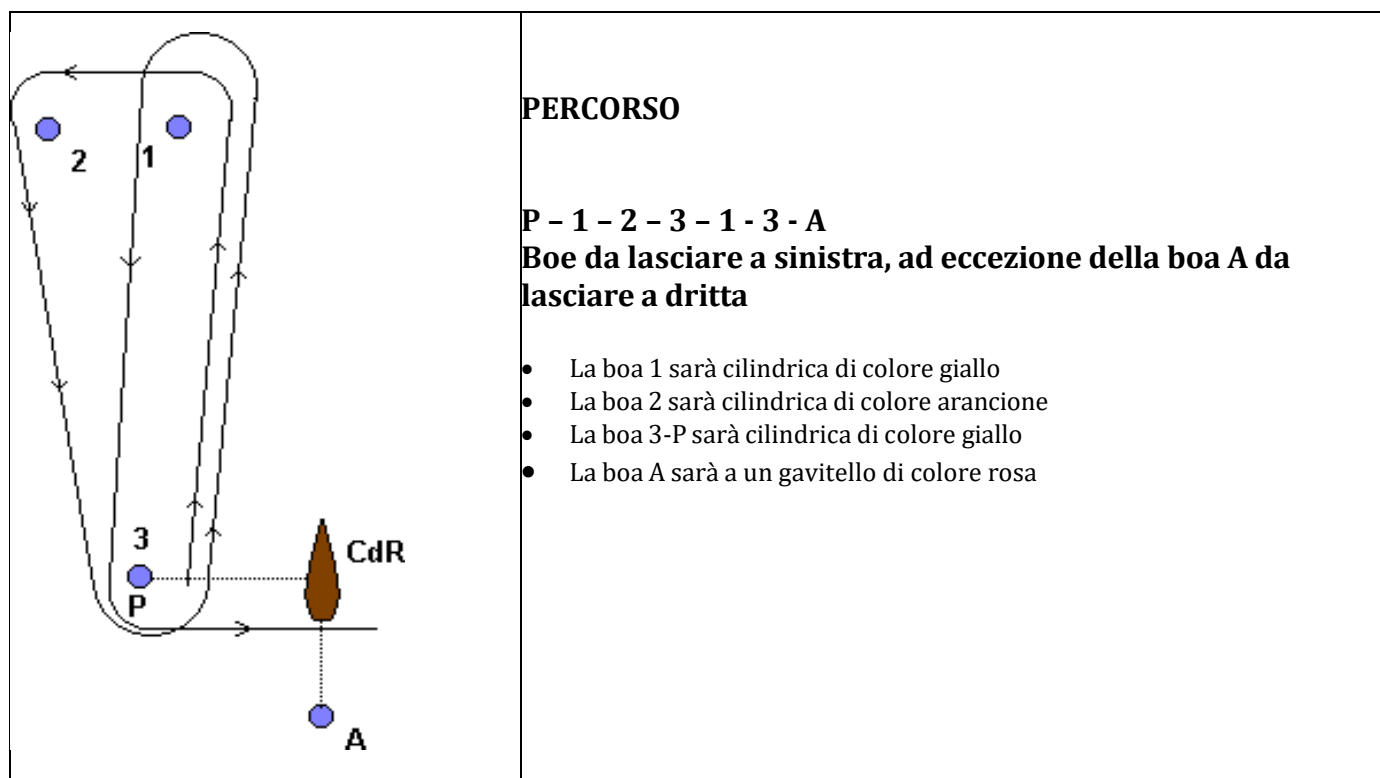 2
1
3
P
CdR
A
PERCORSO
P – 1 – 2 – 3 – 1 - 3 - A
Boe da lasciare a sinistra, ad eccezione della boa A da
lasciare a dritta
• La boa 1 sarà cilindrica di colore giallo
• La boa 2 sarà cilindrica di colore arancione
• La boa 3-P sarà cilindrica di colore giallo
• La boa A sarà a un gavitello di colore rosa